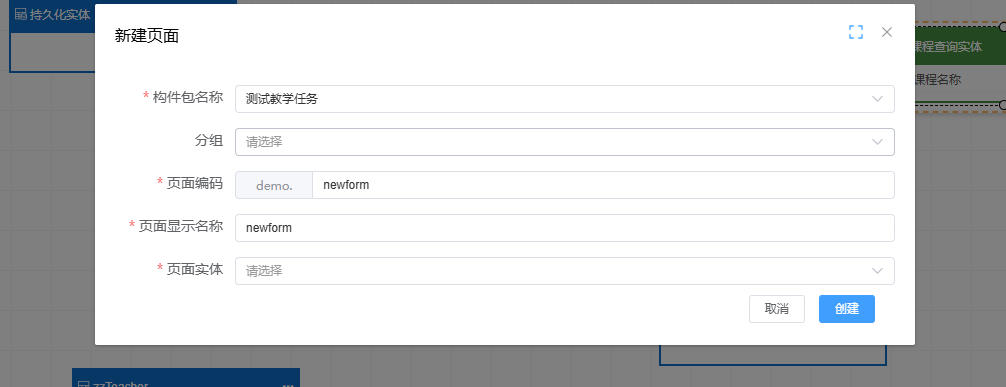 持久化实体
新建页面
课程查询实体
* 构件包名称 测试教学任务
课程名称
分组 请选择
* 页面编码 demo. newform
* 页面显示名称 newform
* 页面实体 请选择
取消 创建
zzTeacher